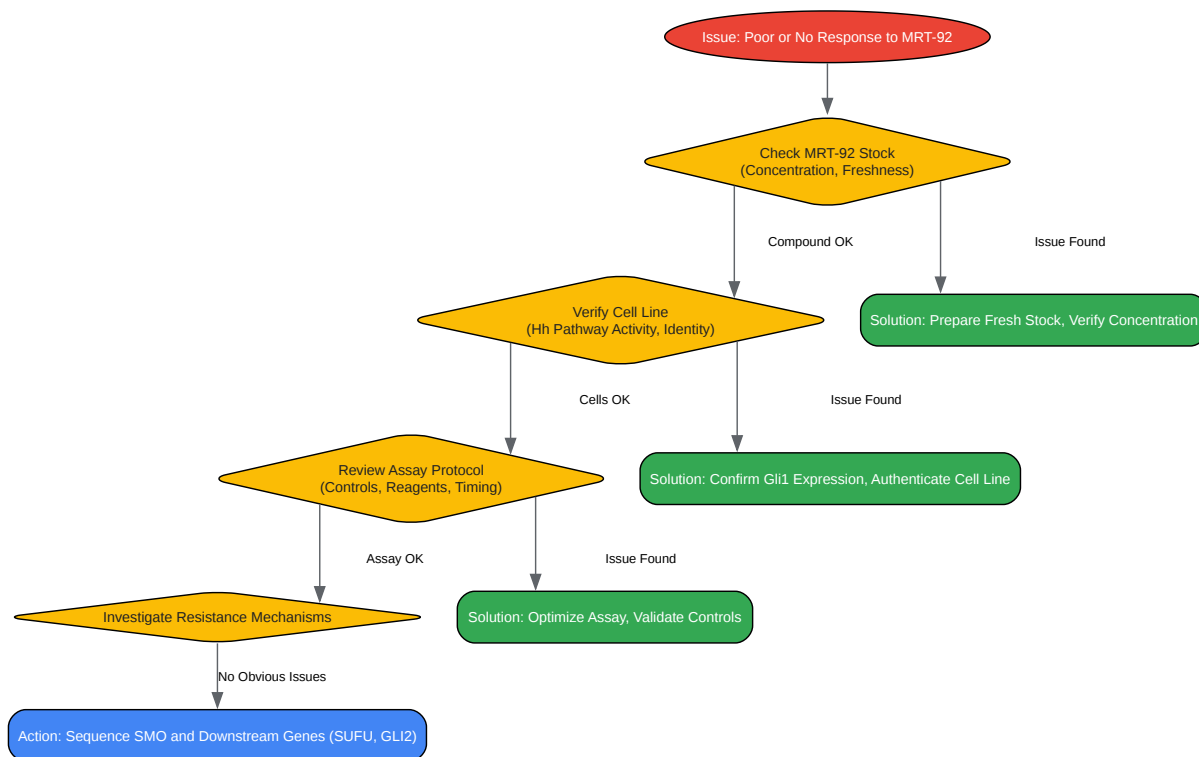 Issue: Poor or No Response to MRT-92
Check MRT-92 Stock
(Concentration, Freshness)
Compound OK
Issue Found
Verify Cell Line
(Hh Pathway Activity, Identity)
Solution: Prepare Fresh Stock, Verify Concentration
Cells OK
Issue Found
Review Assay Protocol
(Controls, Reagents, Timing)
Solution: Confirm Gli1 Expression, Authenticate Cell Line
Assay OK
Issue Found
Investigate Resistance Mechanisms
Solution: Optimize Assay, Validate Controls
No Obvious Issues
Action: Sequence SMO and Downstream Genes (SUFU, GLI2)